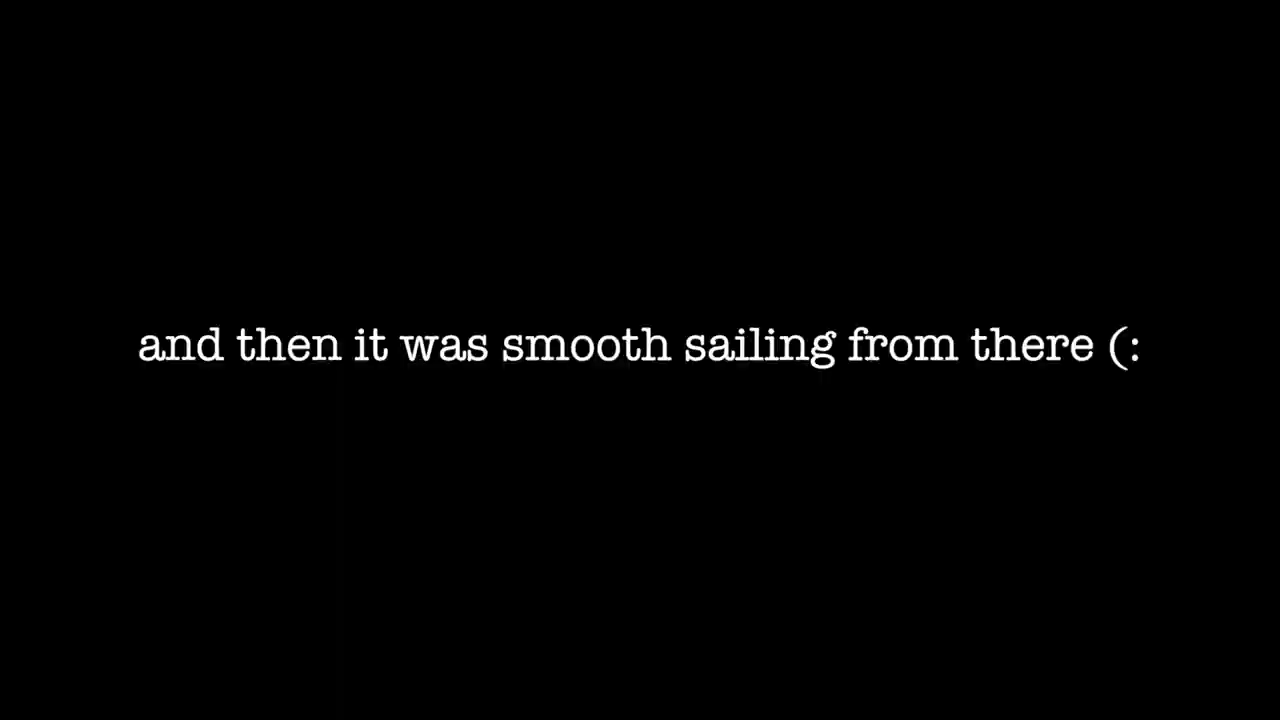 and then it was smooth sailing from there (: